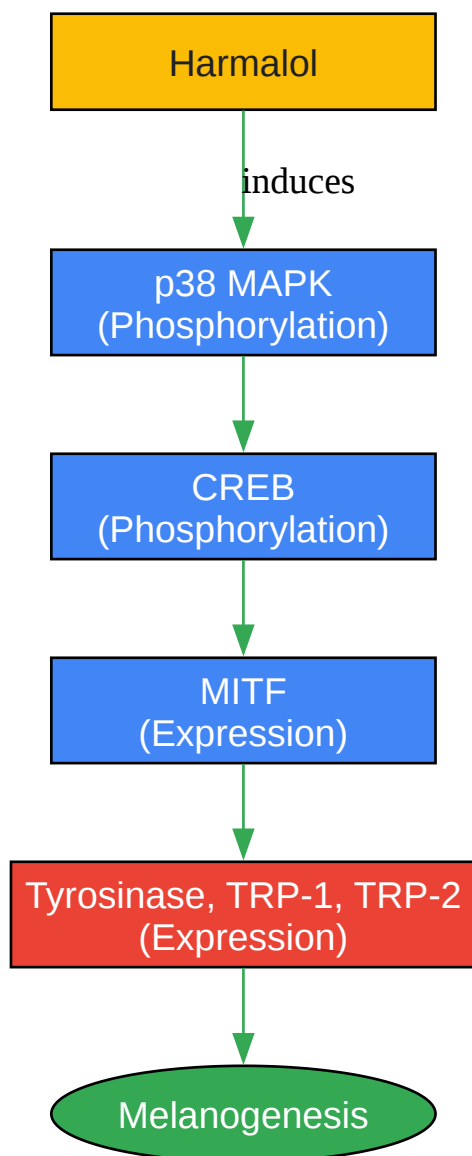 Harmalol
induces
p38 MAPK
(Phosphorylation)
CREB
(Phosphorylation)
MITF
(Expression)
Tyrosinase, TRP-1, TRP-2
(Expression)
Melanogenesis